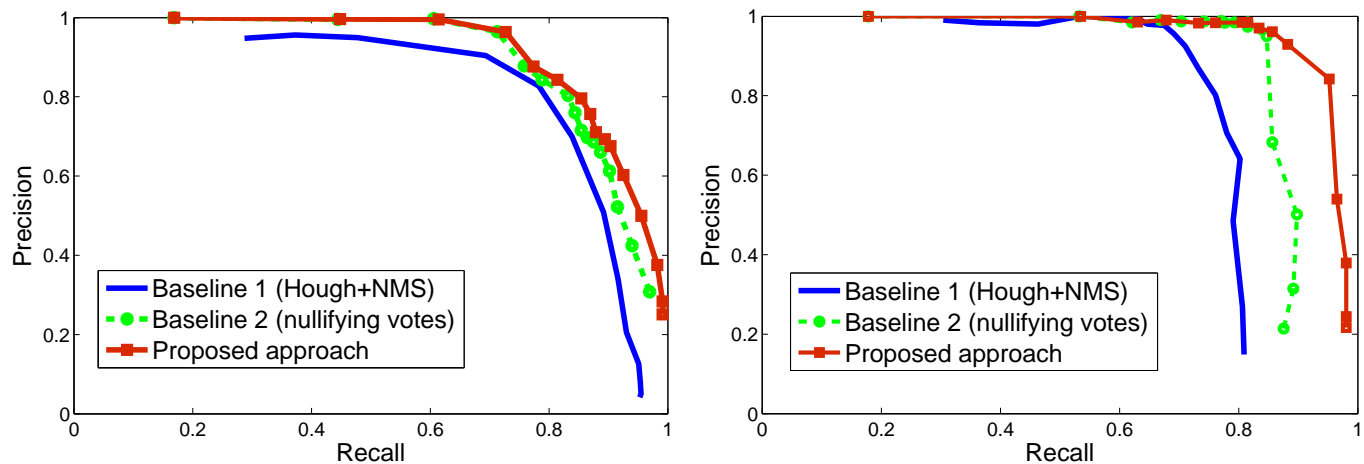 1
0.8
0.6
0.4
0.2
0
Precision
0 0.2 0.4 0.6 0.8 1
Recall
Baseline 1 (Hough+NMS)
Baseline 2 (nullifying votes)
Proposed approach
1
0.8
0.6
0.4
0.2
0
Precision
0 0.2 0.4 0.6 0.8 1
Recall
Baseline 1 (Hough+NMS)
Baseline 2 (nullifying votes)
Proposed approach